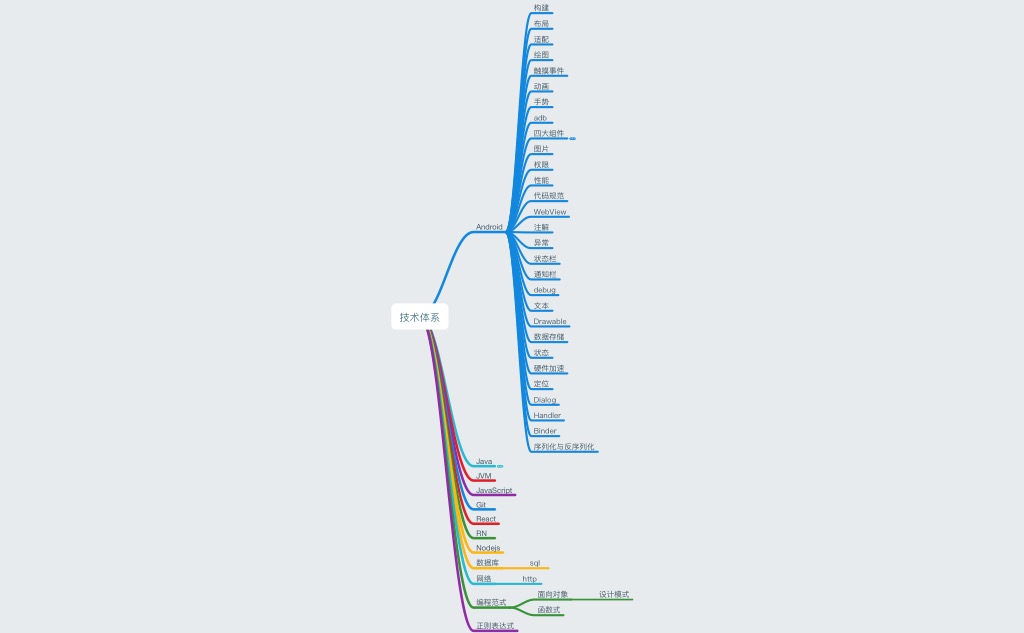 构建
布局
适配
绘图
触摸事件
动画
手势
adb
四大组件
图片
权限
性能
代码规范
WebView
注解
异常
状态栏
通知栏
debug
文本
Drawable
数据存储
状态
硬件加速
定位
Dialog
Handler
Binder
序列化与反序列化
Android
技术体系
Java
JVM
JavaScript
Git
React
RN
Nodejs
数据库 sql
网络 http
编程范式
面向对象 设计模式
函数式
正则表达式